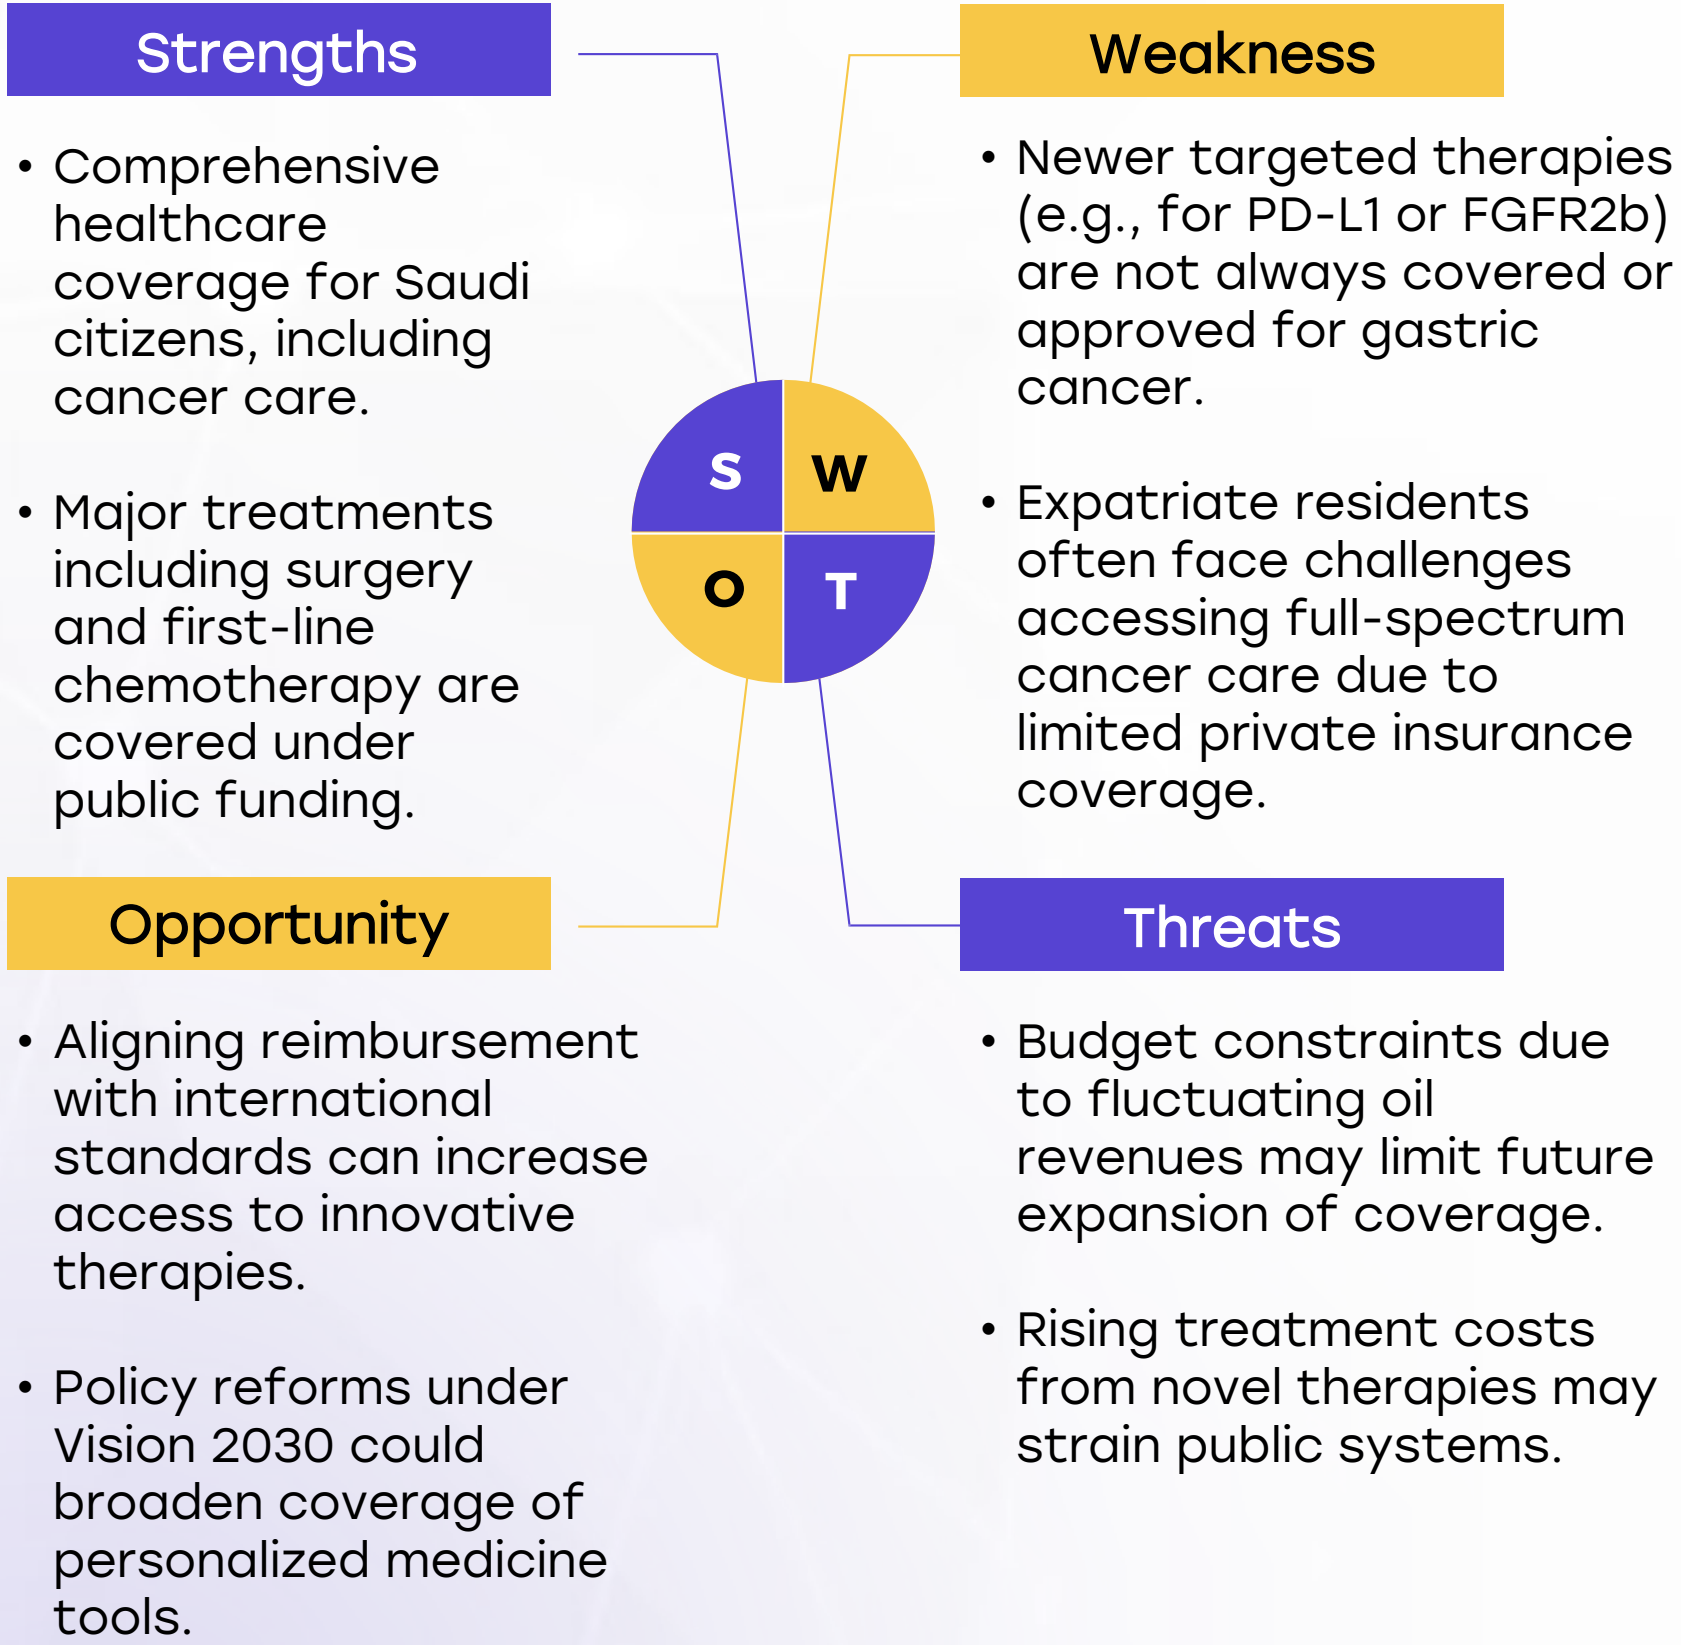 Strengths
• Comprehensive
healthcare
coverage for Saudi
citizens, including
cancer care.
• Major treatments
including surgery
and first-line
chemotherapy are
covered under
public funding.
Weakness
• Newer targeted therapies
(e.g., for PD-L1 or FGFR2b)
are not always covered or
approved for gastric
cancer.
• Expatriate residents
often face challenges
accessing full-spectrum
cancer care due to
limited private insurance
coverage.
S
W
O
T
Opportunity
• Aligning reimbursement
with international
standards can increase
access to innovative
therapies.
• Policy reforms under
Vision 2030 could
broaden coverage of
personalized medicine
tools.
Threats
• Budget constraints due
to fluctuating oil
revenues may limit future
expansion of coverage.
• Rising treatment costs
from novel therapies may
strain public systems.